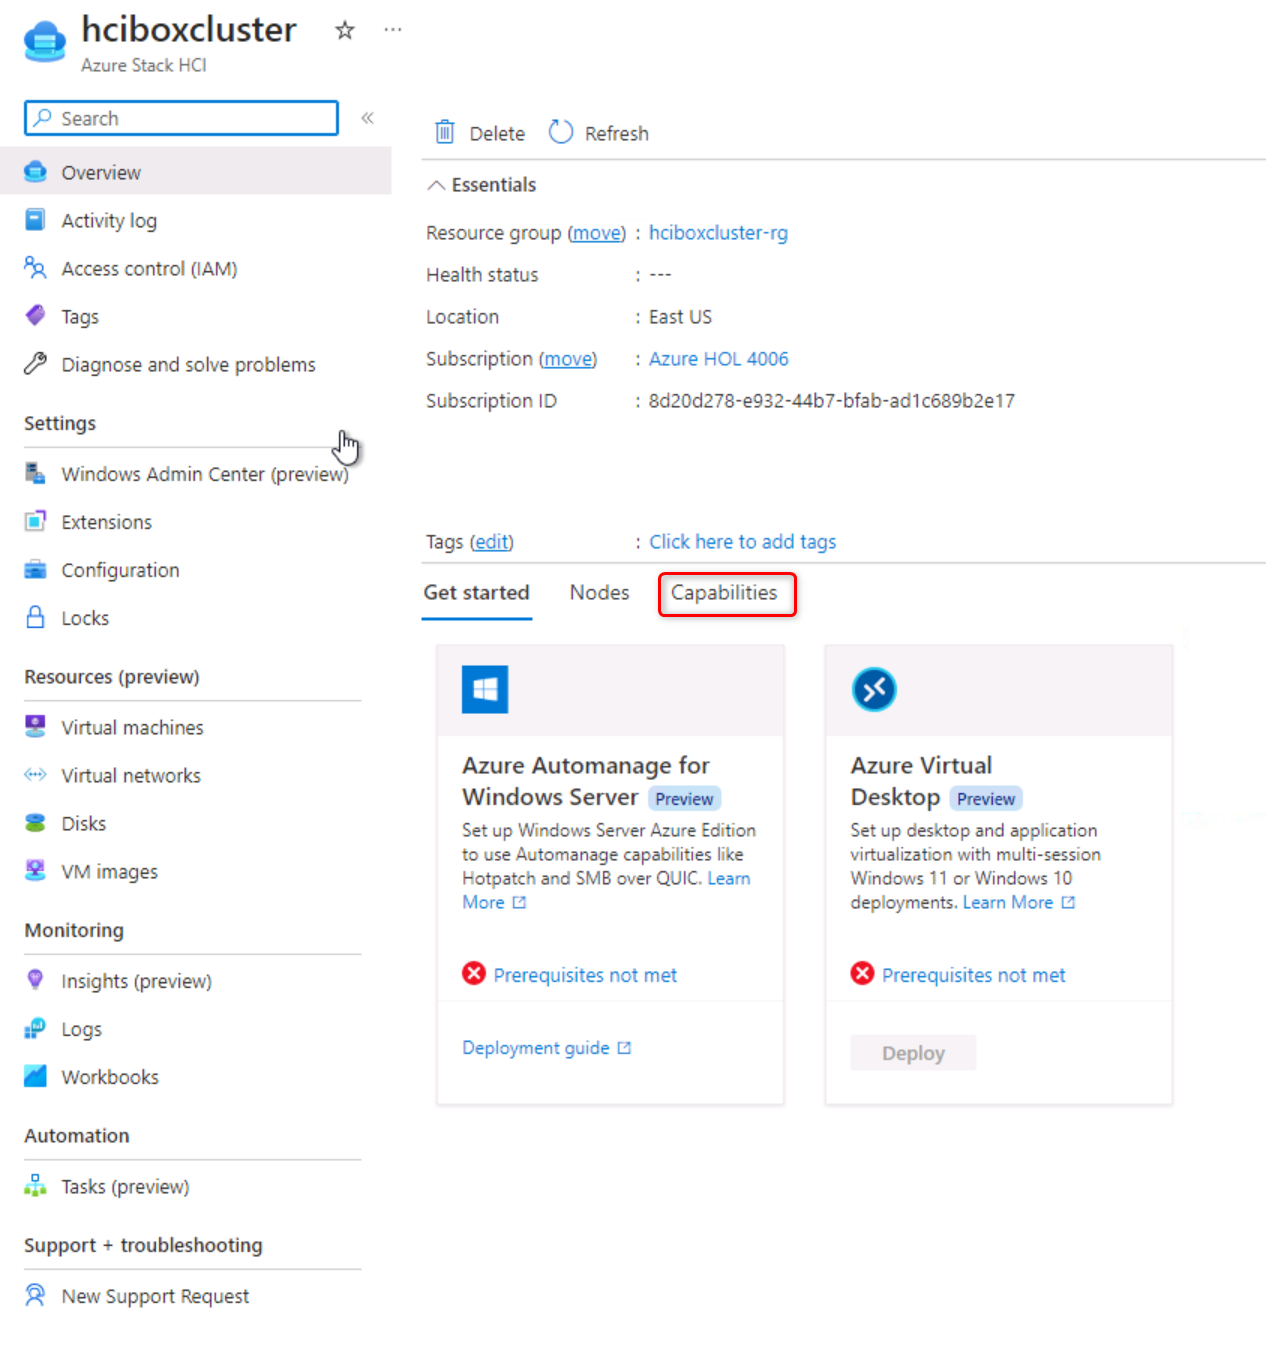 hciboxcluster
Azure Stack HCI
Search
Overview
Activity log
Access control (IAM)
Tags
Diagnose and solve problems
Settings
Windows Admin Center (preview)
Extensions
Configuration
Locks
Resources (preview)
Virtual machines
Virtual networks
Disks
VM images
Monitoring
Insights (preview)
Logs
Workbooks
Automation
Tasks (preview)
Support + troubleshooting
New Support Request
Delete
Refresh
Essentials
Resource group (move) : hciboxcluster-rg
Health status : ---
Location : East US
Subscription (move) : Azure HOL 4006
Subscription ID : 8d20d278-e932-44b7-bfab-ad1c689b2e17
Tags (edit) : Click here to add tags
Get started
Nodes
Capabilities
Azure Automanage for
Windows Server Preview
Set up Windows Server Azure Edition
to use Automanage capabilities like
Hotpatch and SMB over QUIC. Learn
More
Prerequisites not met
Deployment guide
Azure Virtual
Desktop Preview
Set up desktop and application
virtualization with multi-session
Windows 11 or Windows 10
deployments. Learn More
Prerequisites not met
Deploy